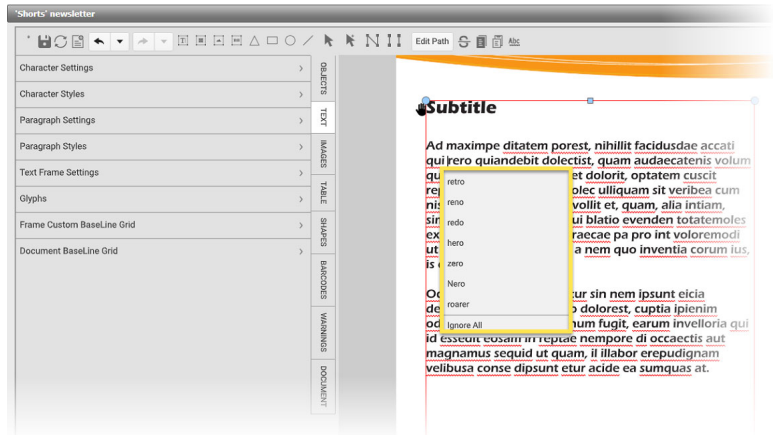 'Shorts' newsletter
Edit Path
Abc
Character Settings
Character Styles
Paragraph Settings
Paragraph Styles
Text Frame Settings
Glyphs
Frame Custom BaseLine Grid
Document BaseLine Grid
OBJECTS
TEXT
IMAGES
TABLE
SHAPES
BARCODES
WARNINGS
DOCUMENT
Subtitle
Ad maximpe ditatem porest, nihillit facidusdae accati
qui rero quiandebit dolectist, quam audaecatenis volum
et dolorit, optatem cuscit
olec ulliquam sit veribea cum
vollit et, quam, alia intiam,
ui blatio evenden totatemoles
raecae pa pro int voloremodi
ut a nem quo inventia corum ius,
is
retro
reno
redo
hero
zero
Nero
roarer
Ignore All
ur sin nem ipsunt eicia
dolorest, cuptia ipienim
num fugit, earum invelloria qui
id essedit eosam in reptae nempore di occaectis aut
magnamus sequid ut quam, il illabor erepudignam
velibusa conse dipsunt etur acide ea sumquas at.